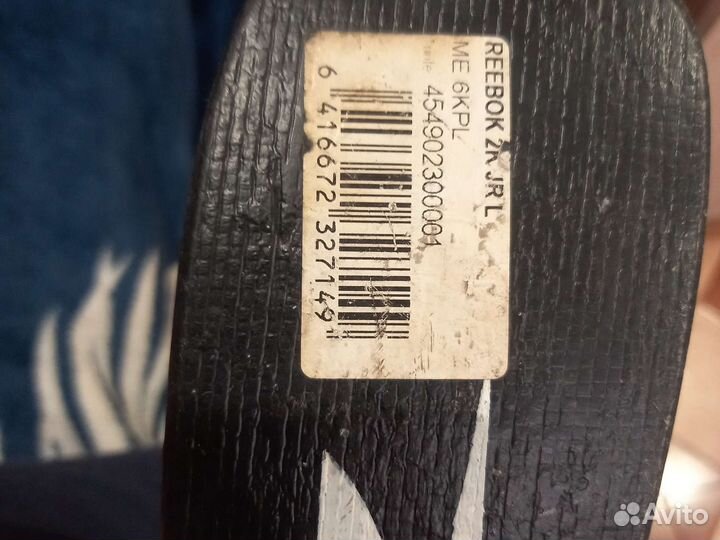 REEBOK 2K JR L
ME 6KPL
454902300001
6 416672 327149
Avito